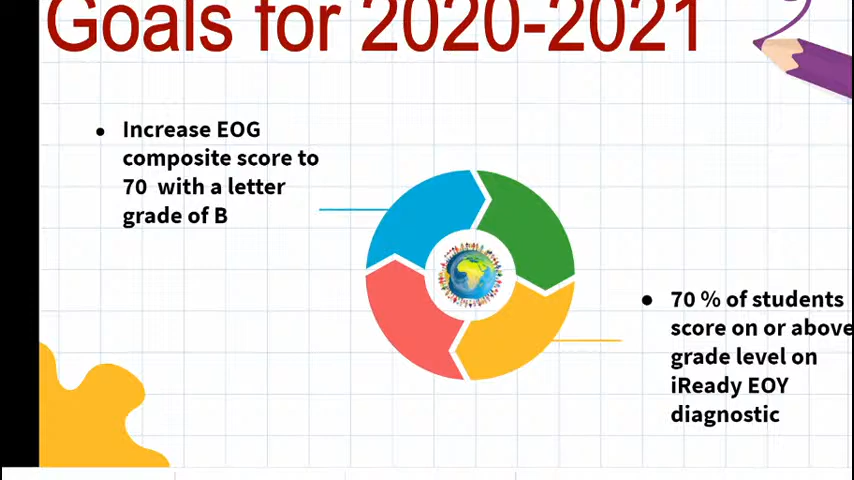 Goals for 2020-2021
● Increase EOG
composite score to
70 with a letter
grade of B
● 70 % of students
score on or above
grade level on
iReady EOY
diagnostic